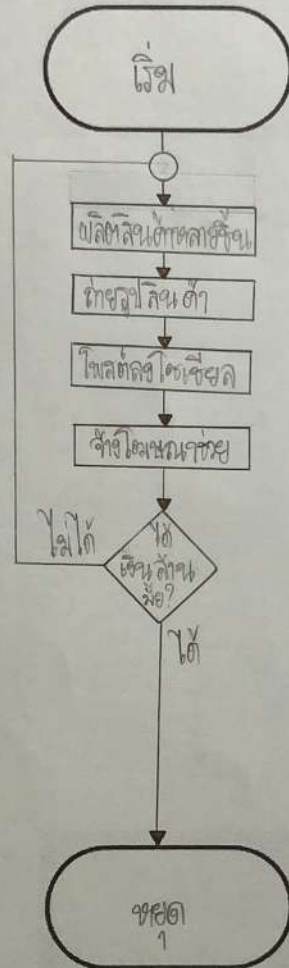 เริ่ม
ผลิตสินค้าหลายชิ้น
ถ่ายรูปสินค้า
โพสต์ลงโซเชียล
จ้างโฆษณาช่วย
ไม่ได้
ได้
เงินล้าน
ได้
หยุด